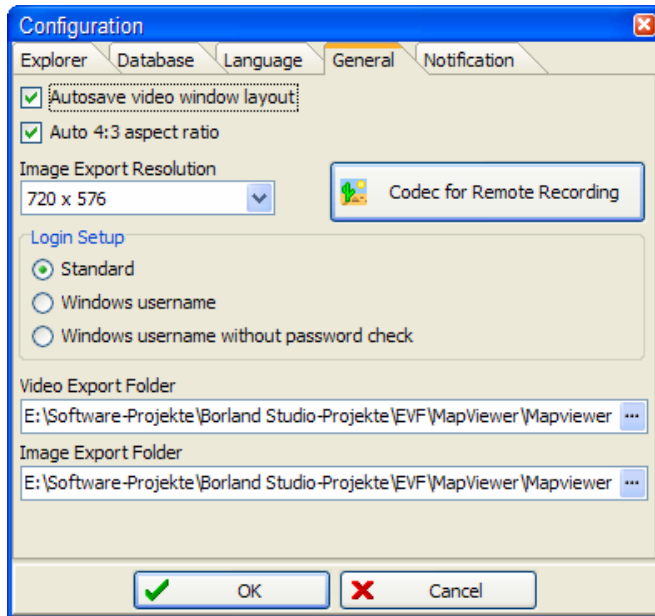 Configuration
Explorer Database Language General Notification
Autosave video window layout
Auto 4:3 aspect ratio
Image Export Resolution
720 x 576
Codec for Remote Recording
Login Setup
Standard
Windows username
Windows username without password check
Video Export Folder
E:\Software-Projekte\Borland Studio-Projekte\EVF\MapViewer\Mapviewer ...
Image Export Folder
E:\Software-Projekte\Borland Studio-Projekte\EVF\MapViewer\Mapviewer ...
OK Cancel